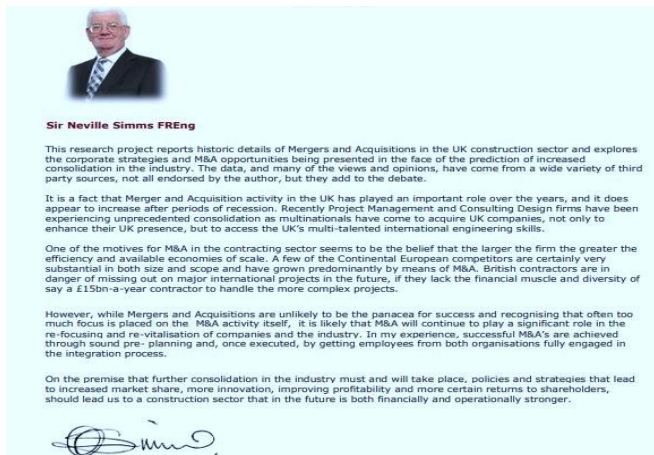 Sir Neville Simms FREng
This research project reports historic details of Mergers and Acquisitions in the UK construction sector and explores
the corporate strategies and M&A opportunities being presented in the face of the prediction of increased
consolidation in the industry. The data, and many of the views and opinions, have come from a wide variety of third
party sources, not all endorsed by the author, but they add to the debate.
It is a fact that Merger and Acquisition activity in the UK has played an important role over the years, and it does
appear to increase after periods of recession. Recently Project Management and Consulting Design firms have been
experiencing unprecedented consolidation as multinationals have come to acquire UK companies, not only to
enhance their UK presence, but to access the UK's multi-talented international engineering skills.
One of the motives for M&A in the contracting sector seems to be the belief that the larger the firm the greater the
efficiency and available economies of scale. A few of the Continental European competitors are certainly very
substantial in both size and scope and have grown predominantly by means of M&A. British contractors are in
danger of missing out on major international projects in the future, if they lack the financial muscle and diversity of
say a £15bn-a-year contractor to handle the more complex projects.
However, while Mergers and Acquisitions are unlikely to be the panacea for success and recognising that often too
much focus is placed on the M&A activity itself, it is likely that M&A will continue to play a significant role in the
re-focusing and re-vitalisation of companies and the industry. In my experience, successful M&A's are achieved
through sound pre- planning and, once executed, by getting employees from both organisations fully engaged in
the integration process.
On the premise that further consolidation in the industry must and will take place, policies and strategies that lead
to increased market share, more innovation, improving profitability and more certain returns to shareholders,
should lead us to a construction sector that in the future is both financially and operationally stronger.